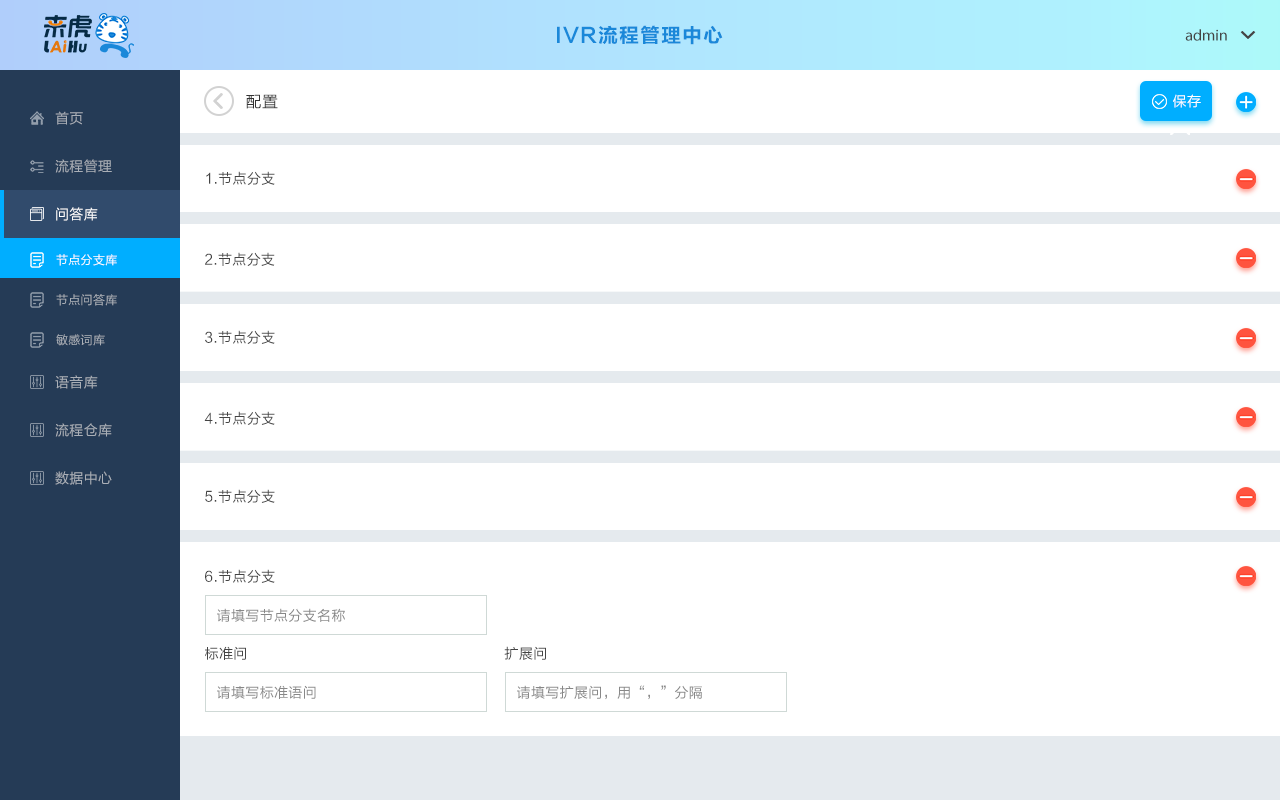 来虎
LAiHu
IVR流程管理中心
admin
首页
流程管理
问答库
节点分支库
节点问答库
敏感词库
语音库
流程仓库
数据中心
配置
保存
1.节点分支
2.节点分支
3.节点分支
4.节点分支
5.节点分支
6.节点分支
请填写节点分支名称
标准问
扩展问
请填写标准语问
请填写扩展问，用“，”分隔